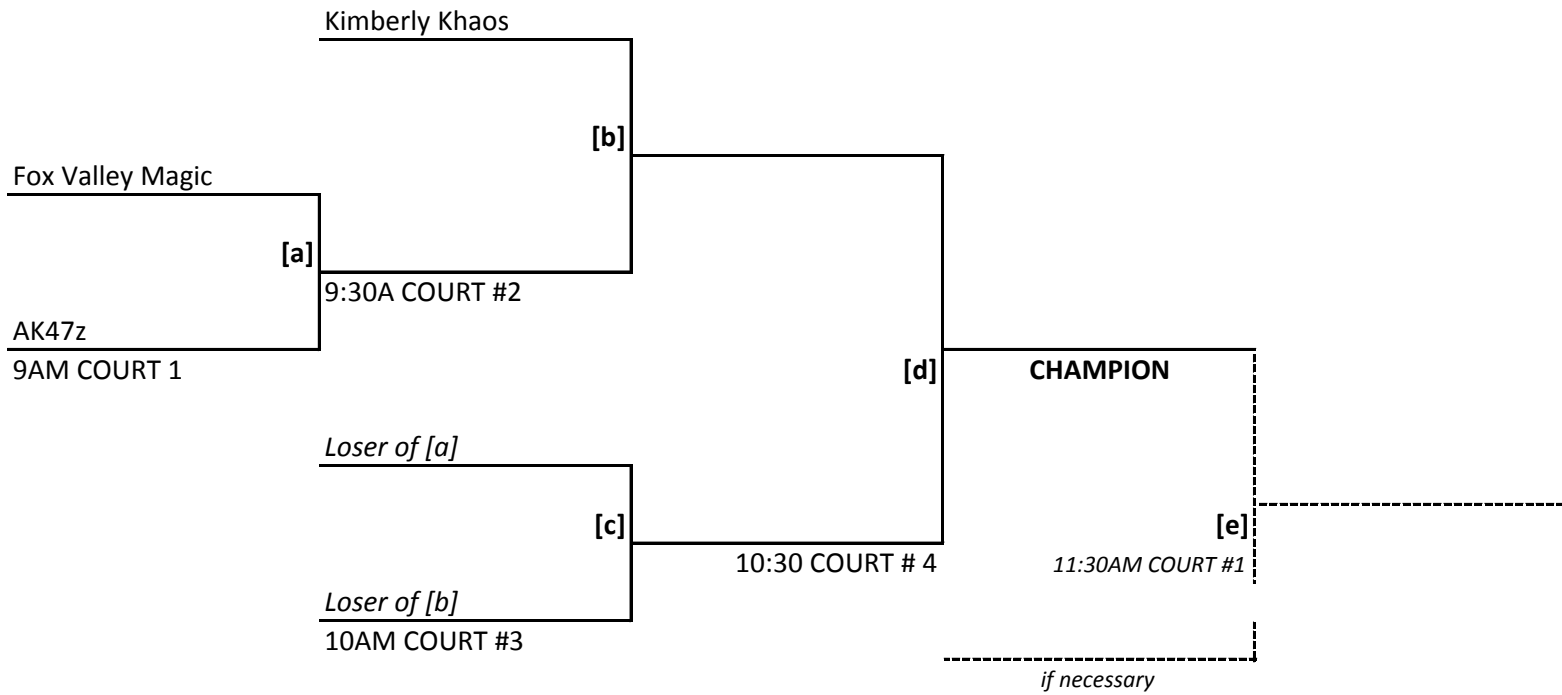 Kimberly Khaos
[b]
Fox Valley Magic
[a]
9:30A COURT #2
AK47z
9AM COURT 1
[d]
CHAMPION
Loser of [a]
[c]
[e]
10:30 COURT # 4
11:30AM COURT #1
Loser of [b]
10AM COURT #3
if necessary